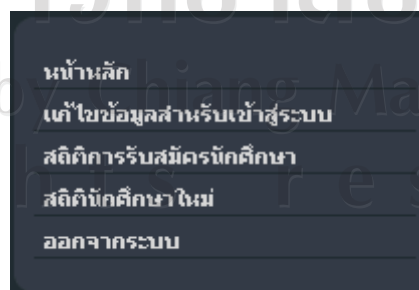 หน้าหลัก
แก้ไขข้อมูลสำหรับเข้าสู่ระบบ
สถิติการรับสมัครนักศึกษา
สถิตินักศึกษาใหม่
ออกจากระบบ